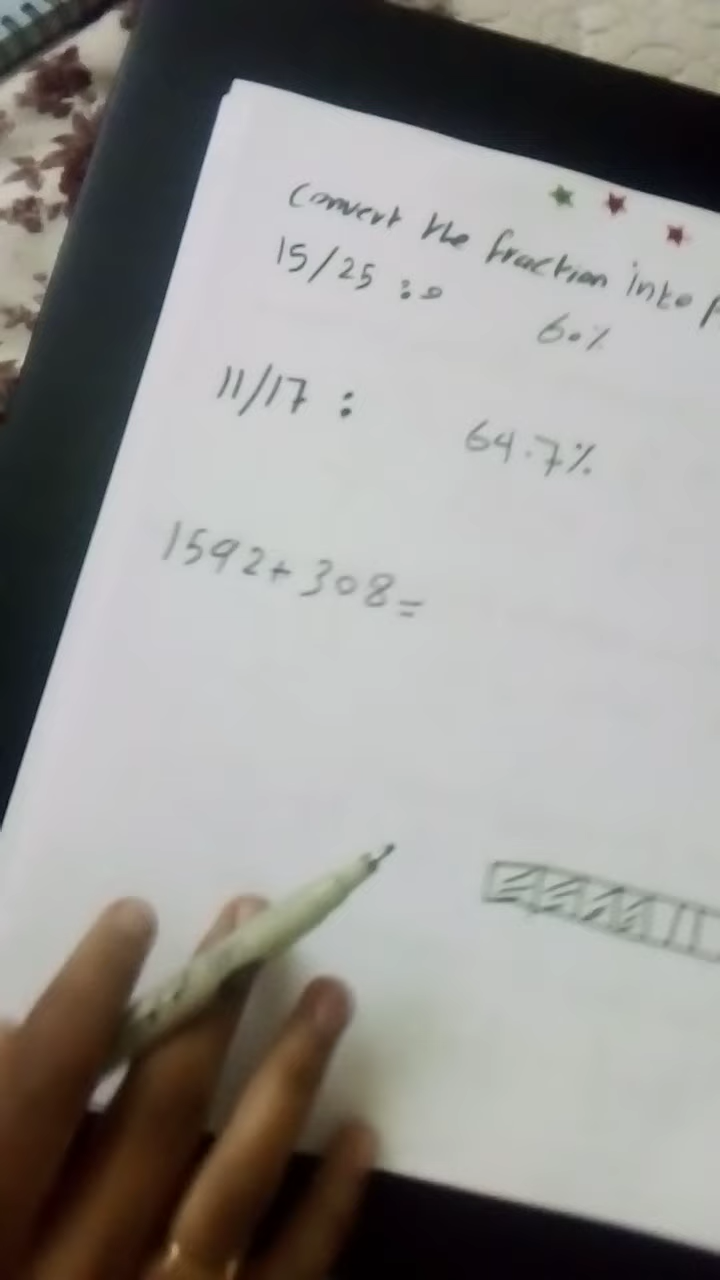 Convert the fraction into
15/25 : 60%
11/17 : 64.7%
1592+308=